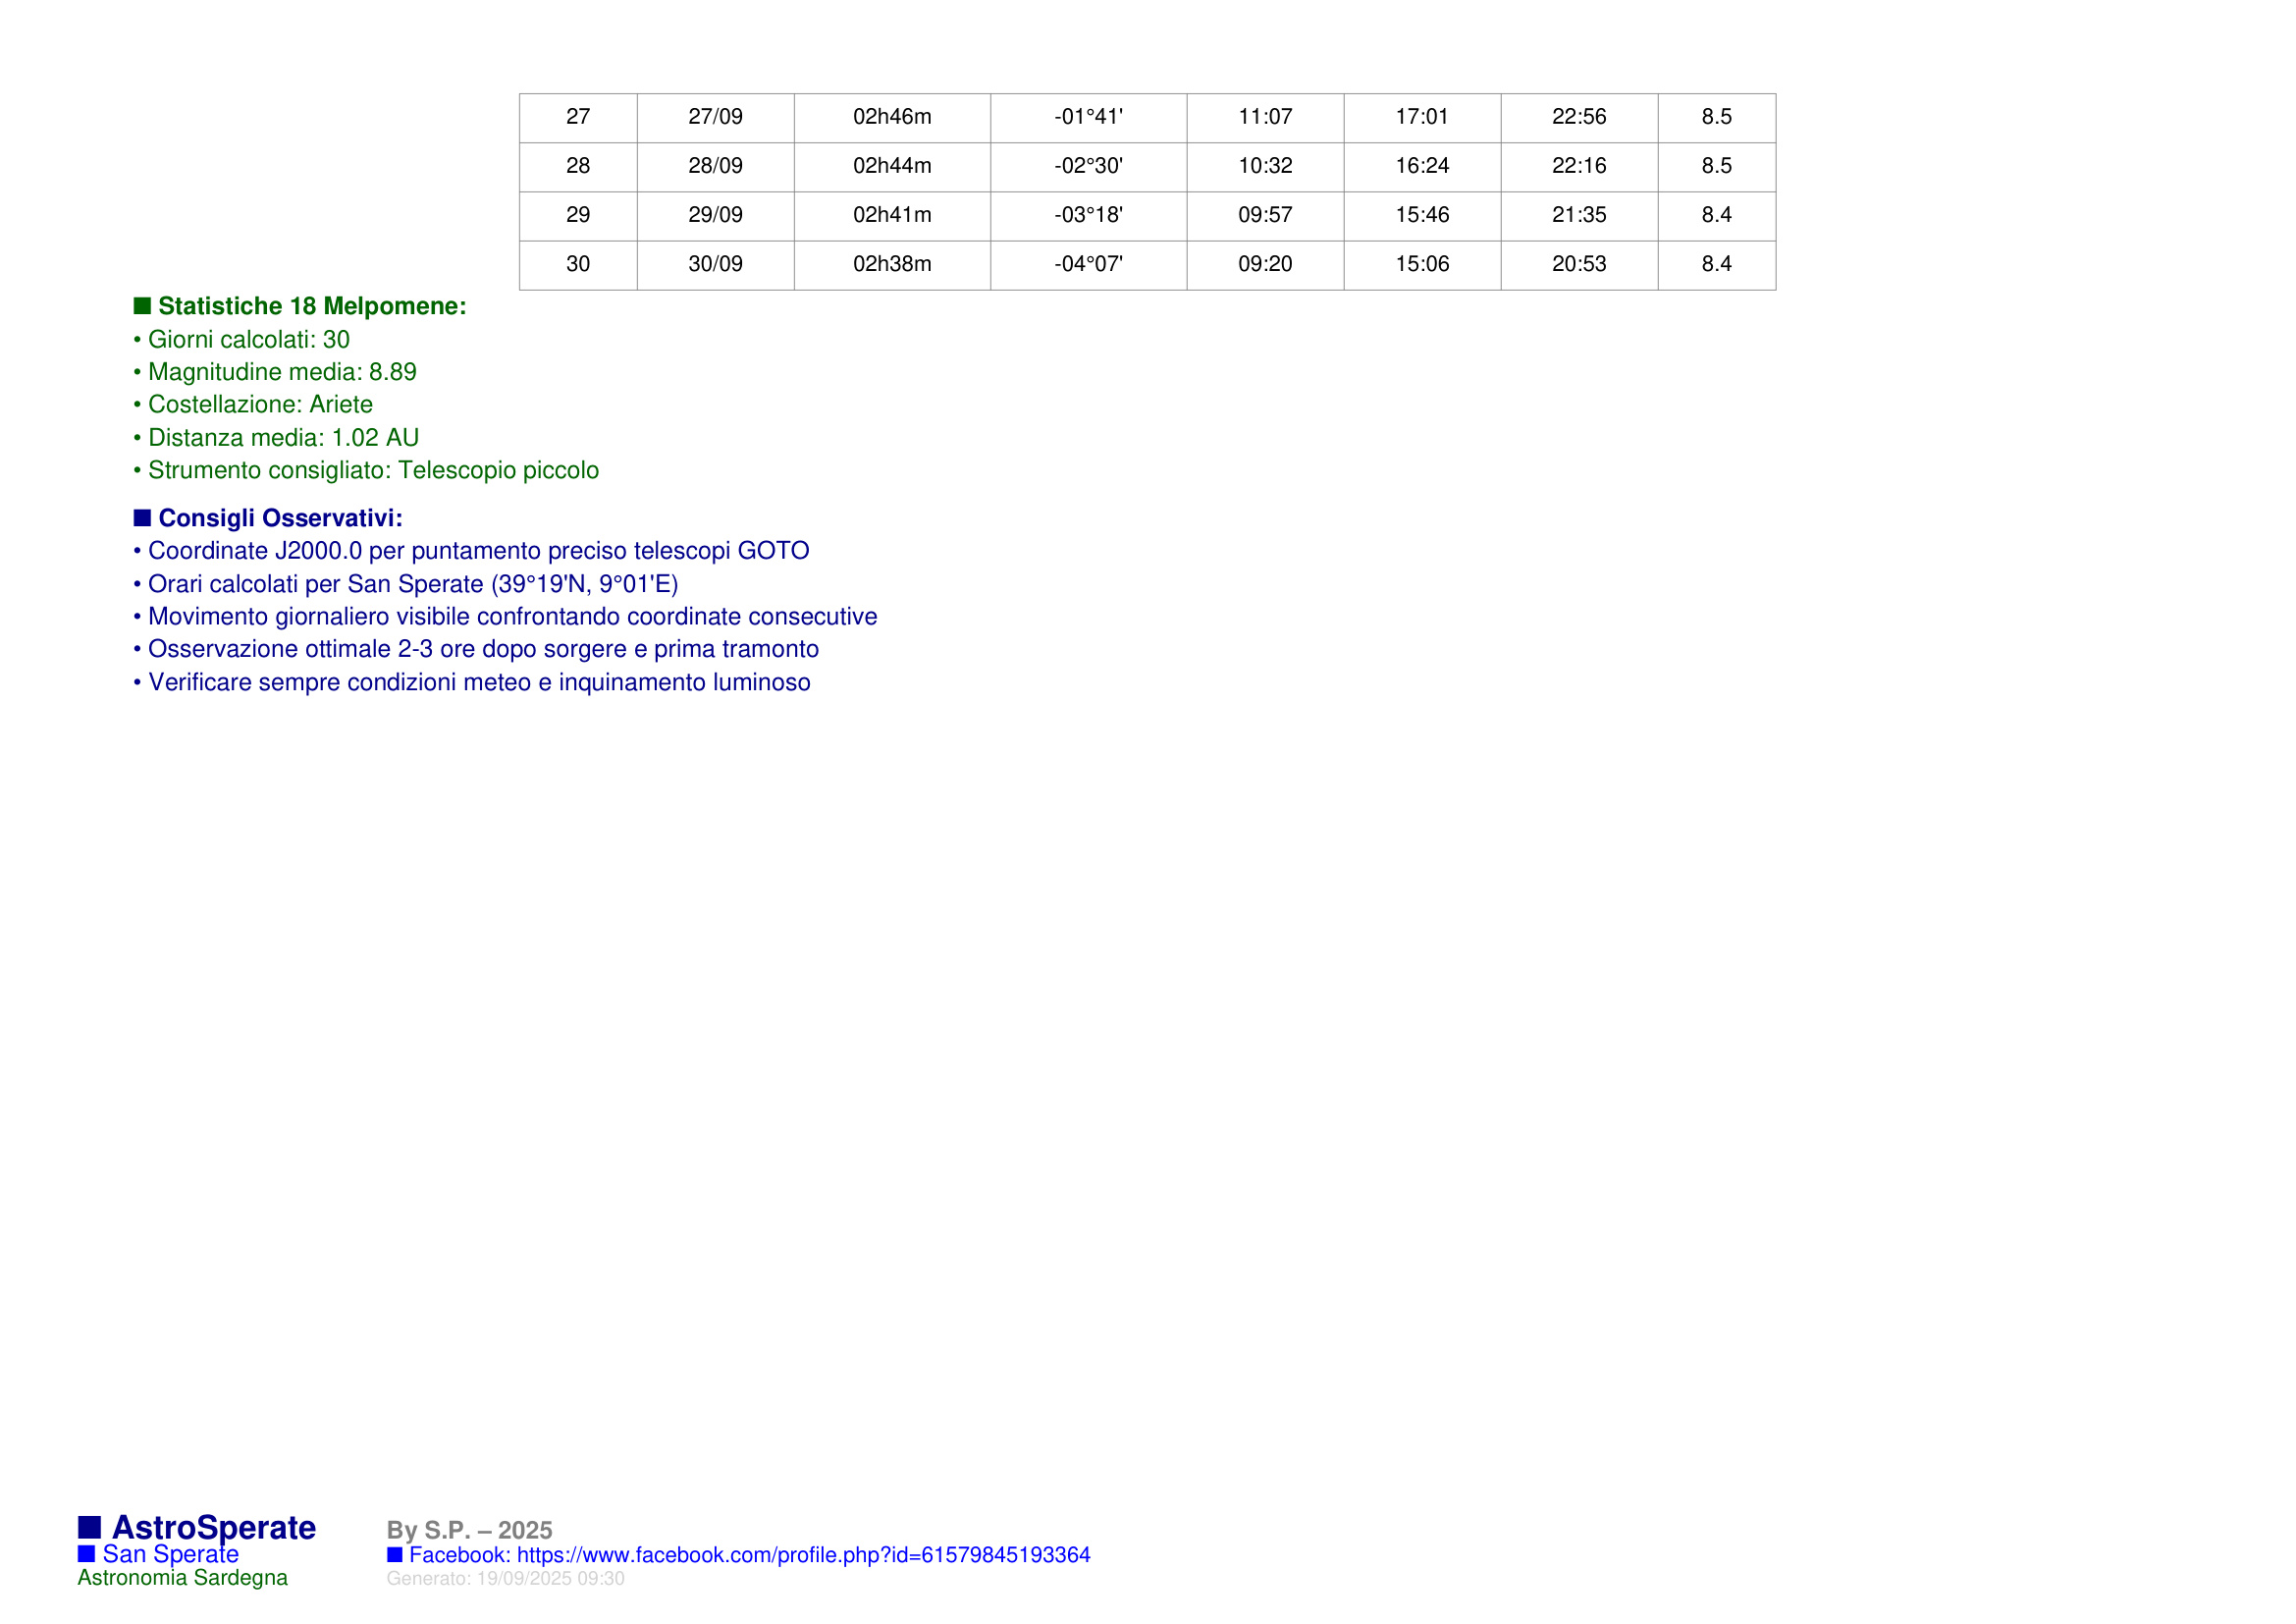 27 28/09 02h46m -01°41' 11:07 17:01 22:56 8.5
28 28/09 02h44m -02°30' 10:32 16:24 22:16 8.5
29 29/09 02h41m -03°18' 09:57 15:46 21:35 8.4
30 30/09 02h38m -04°07' 09:20 15:06 20:53 8.4
■ Statistiche 18 Melpomene:
• Giorni calcolati: 30
• Magnitudine media: 8.89
• Costellazione: Ariete
• Distanza media: 1.02 AU
• Strumento consigliato: Telescopio piccolo
■ Consigli Osservativi:
• Coordinate J2000.0 per puntamento preciso telescopi GOTO
• Orari calcolati per San Sperate (39°19'N, 9°01'E)
• Movimento giornaliero visibile confrontando coordinate consecutive
• Osservazione ottimale 2-3 ore dopo sorgere e prima tramonto
• Verificare sempre condizioni meteo e inquinamento luminoso
■ AstroSperate
■ San Sperate
Astronomia Sardegna
By S.P. – 2025
■ Facebook: https://www.facebook.com/profile.php?id=61579845193364
Generato: 19/09/2025 09:30